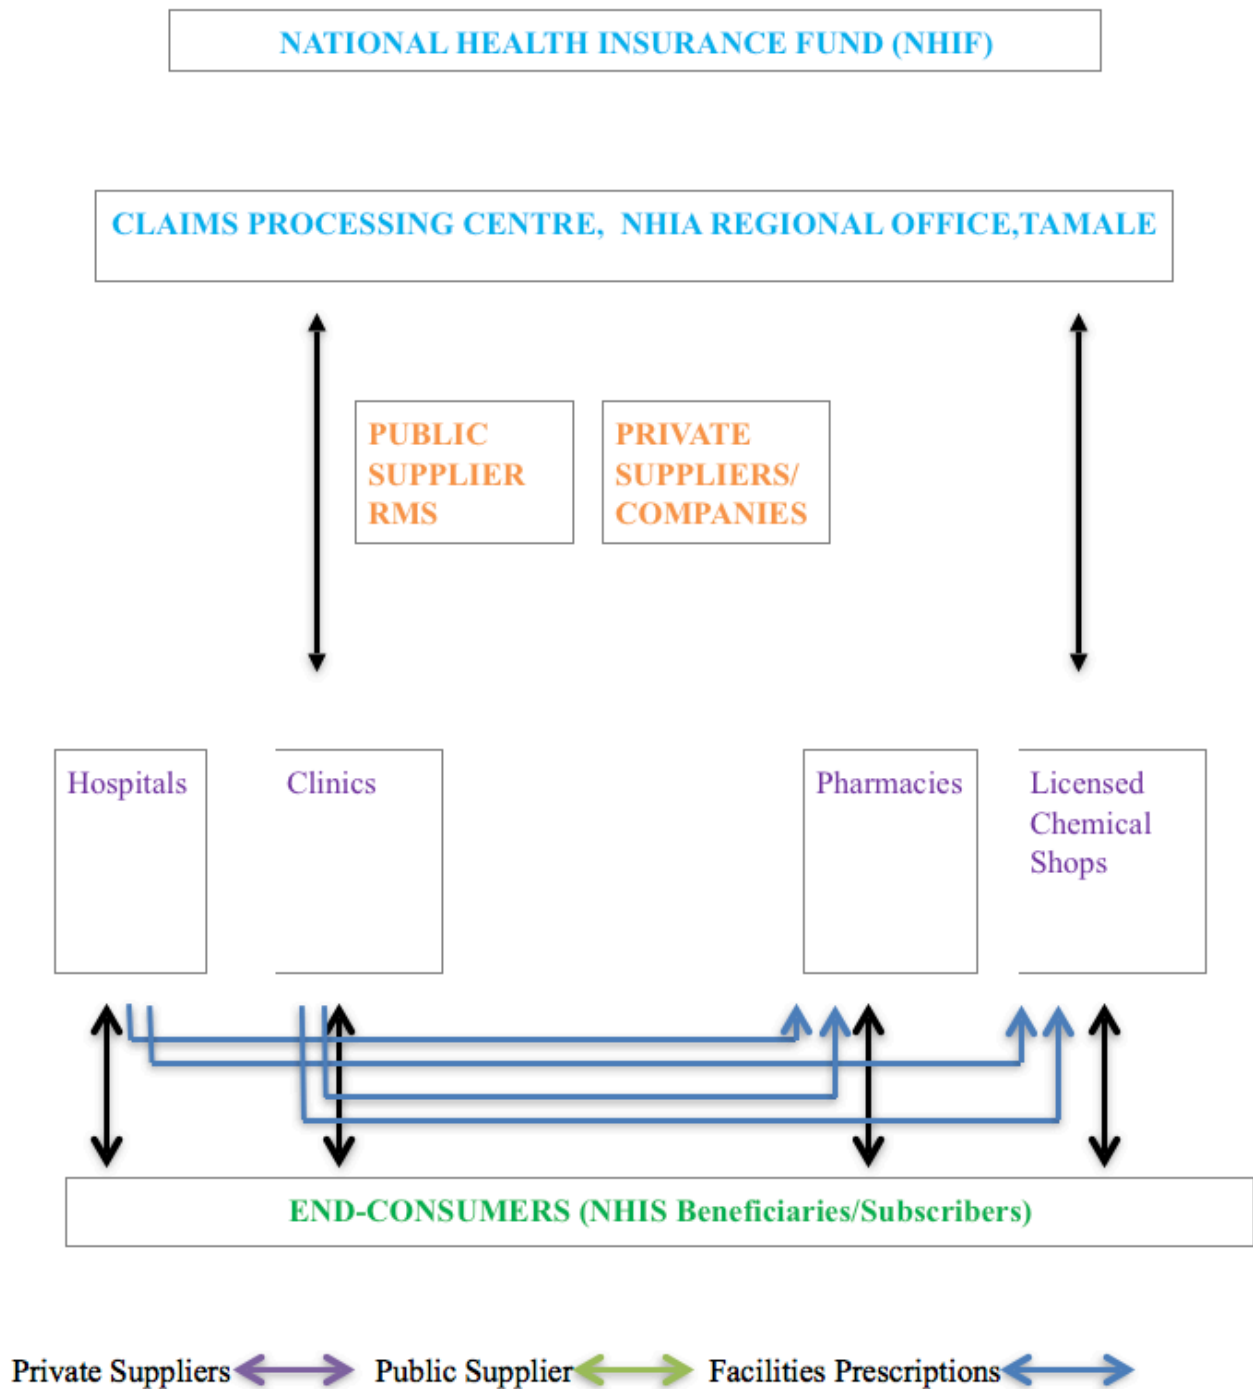 NATIONAL HEALTH INSURANCE FUND (NHIF)
CLAIMS PROCESSING CENTRE, NHIA REGIONAL OFFICE,TAMALE
PUBLIC
SUPPLIER
RMS
PRIVATE
SUPPLIERS/
COMPANIES
Hospitals
Clinics
Pharmacies
Licensed
Chemical
Shops
END-CONSUMERS (NHIS Beneficiaries/Subscribers)
Private Suppliers Public Supplier Facilities Prescriptions